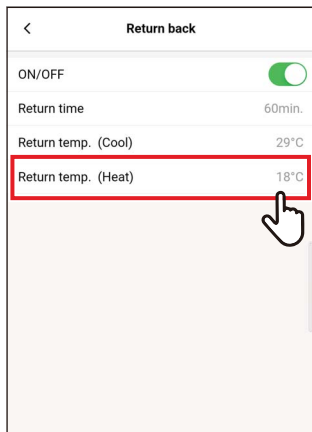 Return back
ON/OFF
Return time 60min.
Return temp. (Cool) 29°C
Return temp. (Heat) 18°C